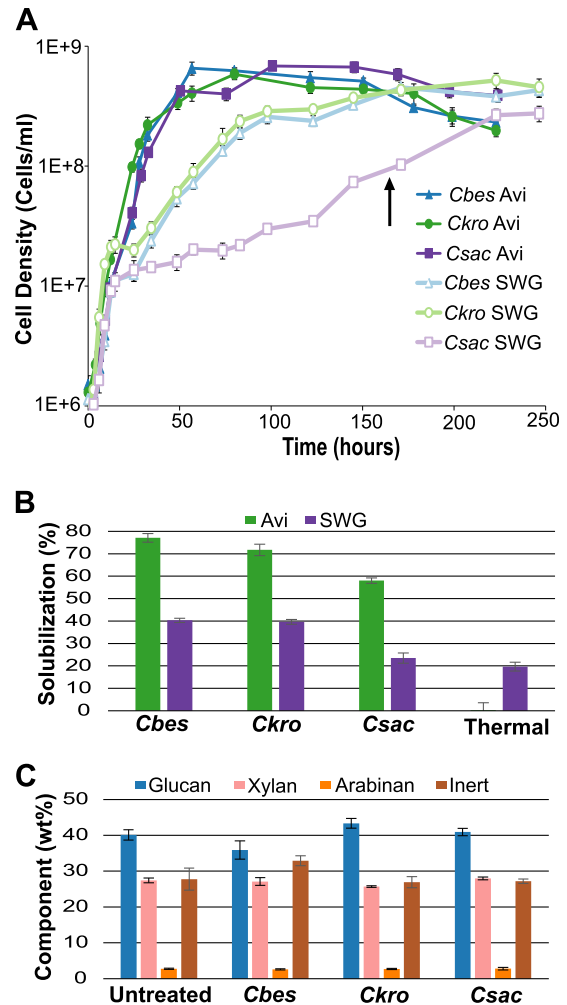 A
Cell Density (Cells/ml)
1E+9
1E+8
1E+7
1E+6
0 50 100 150 200 250
Time (hours)
Cbes Avi
Ckro Avi
Csac Avi
Cbes SWG
Ckro SWG
Csac SWG
B
Avi SWG
Solubilization (%)
80
70
60
50
40
30
20
10
0
Cbes Ckro Csac Thermal
C
Glucan Xylan Arabinan Inert
Component (wt%)
50
40
30
20
10
0
Untreated Cbes Ckro Csac